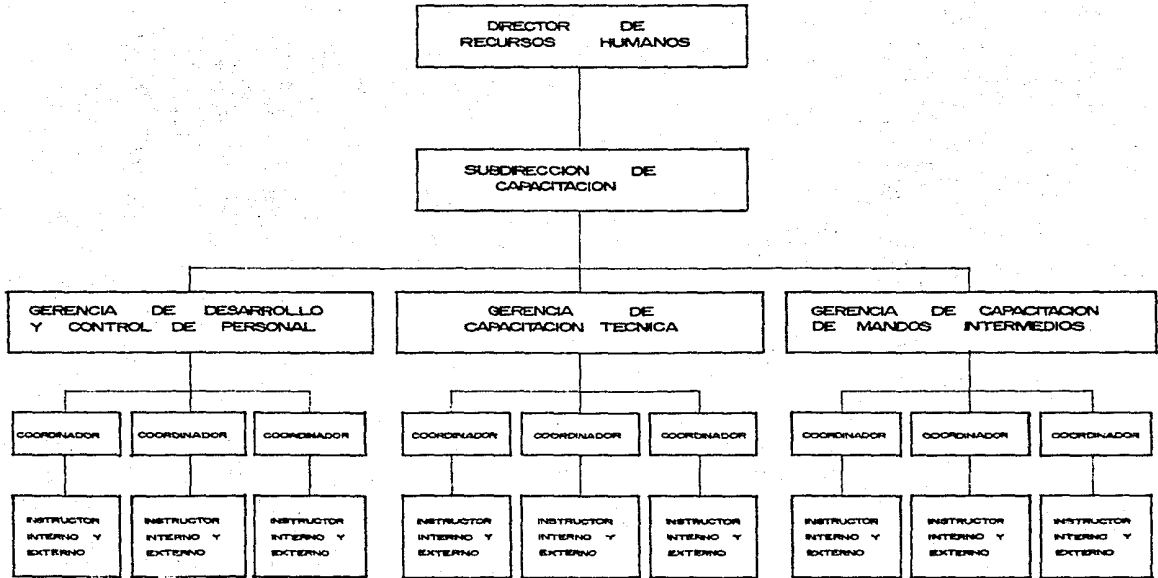 DIRECTOR DE
RECURSOS HUMANOS
SUBDIRECCION DE
CAPACITACION
GERENCIA DE DESARROLLO
Y CONTROL DE PERSONAL
GERENCIA DE
CAPACITACION TECNICA
GERENCIA DE CAPACITACION
DE MANDOS INTERMEDIOS
COORDINADOR
COORDINADOR
COORDINADOR
COORDINADOR
COORDINADOR
COORDINADOR
COORDINADOR
COORDINADOR
COORDINADOR
INSTRUCTOR
INTERNO Y
EXTERNO
INSTRUCTOR
INTERNO Y
EXTERNO
INSTRUCTOR
INTERNO Y
EXTERNO
INSTRUCTOR
INTERNO Y
EXTERNO
INSTRUCTOR
INTERNO Y
EXTERNO
INSTRUCTOR
INTERNO Y
EXTERNO
INSTRUCTOR
INTERNO Y
EXTERNO
INSTRUCTOR
INTERNO Y
EXTERNO
INSTRUCTOR
INTERNO Y
EXTERNO